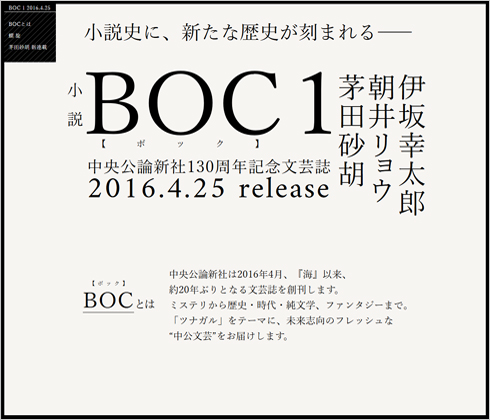 BOC 1 2016.4.25
BOCとは
茅田砂胡 新連載
小説史に、新たな歴史が刻まれる――
小説
BOC 1
【ボック】
伊坂幸太郎
朝井リョウ
茅田砂胡
中央公論新社130周年記念文芸誌
2016.4.25 release
【ボック】
BOCとは
中央公論新社は2016年4月、『海』以来、
約20年ぶりとなる文芸誌を創刊します。
ミステリから歴史・時代・純文学、ファンタジーまで。
「ツナガル」をテーマに、未来志向のフレッシュな
“中公文芸”をお届けします。